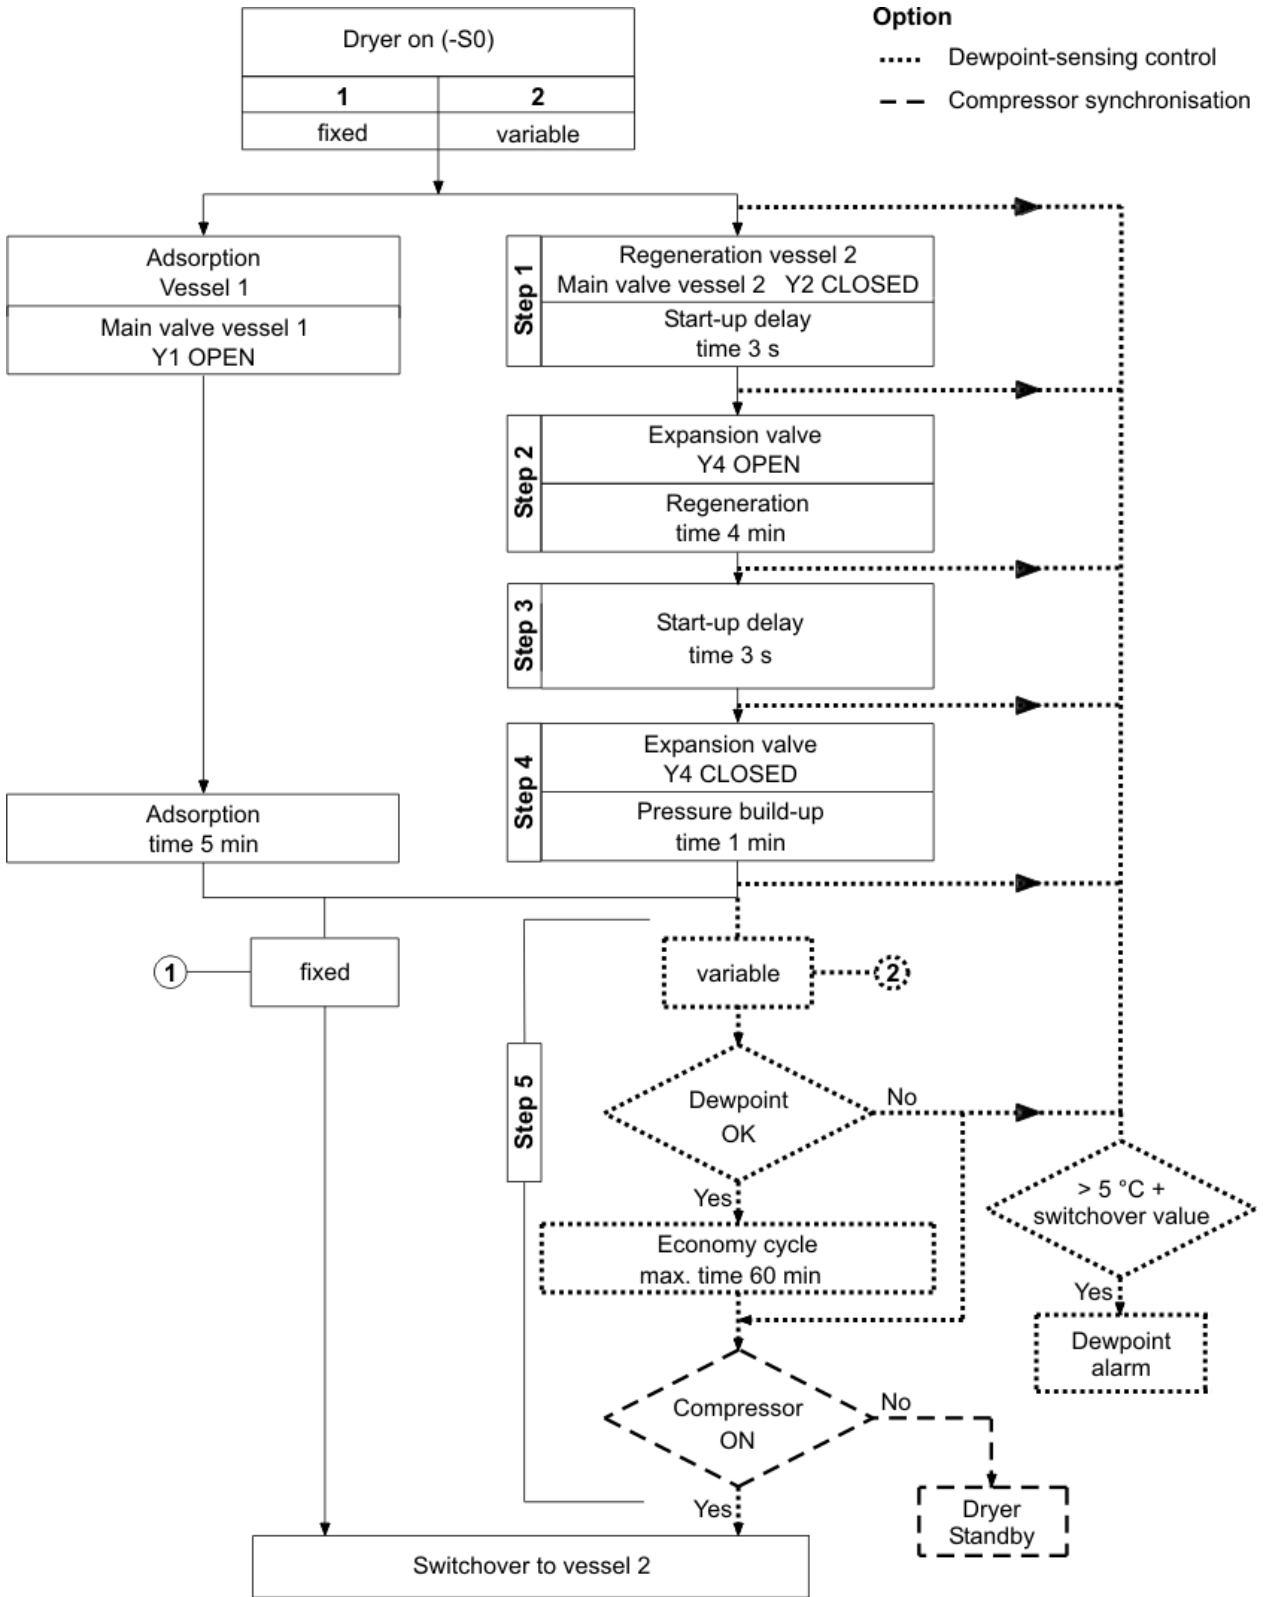 Dryer on (-S0)
1
2
fixed
variable
Option
Dewpoint-sensing control
Compressor synchronisation
Adsorption
Vessel 1
Main valve vessel 1
Y1 OPEN
Step 1
Regeneration vessel 2
Main valve vessel 2 Y2 CLOSED
Start-up delay
time 3 s
Step 2
Expansion valve
Y4 OPEN
Regeneration
time 4 min
Step 3
Start-up delay
time 3 s
Step 4
Expansion valve
Y4 CLOSED
Pressure build-up
time 1 min
Adsorption
time 5 min
1
fixed
variable
2
Step 5
Dewpoint
OK
No
Yes
> 5 °C +
switchover value
Yes
Dewpoint
alarm
Economy cycle
max. time 60 min
Compressor
ON
No
Yes
Dryer
Standby
Switchover to vessel 2